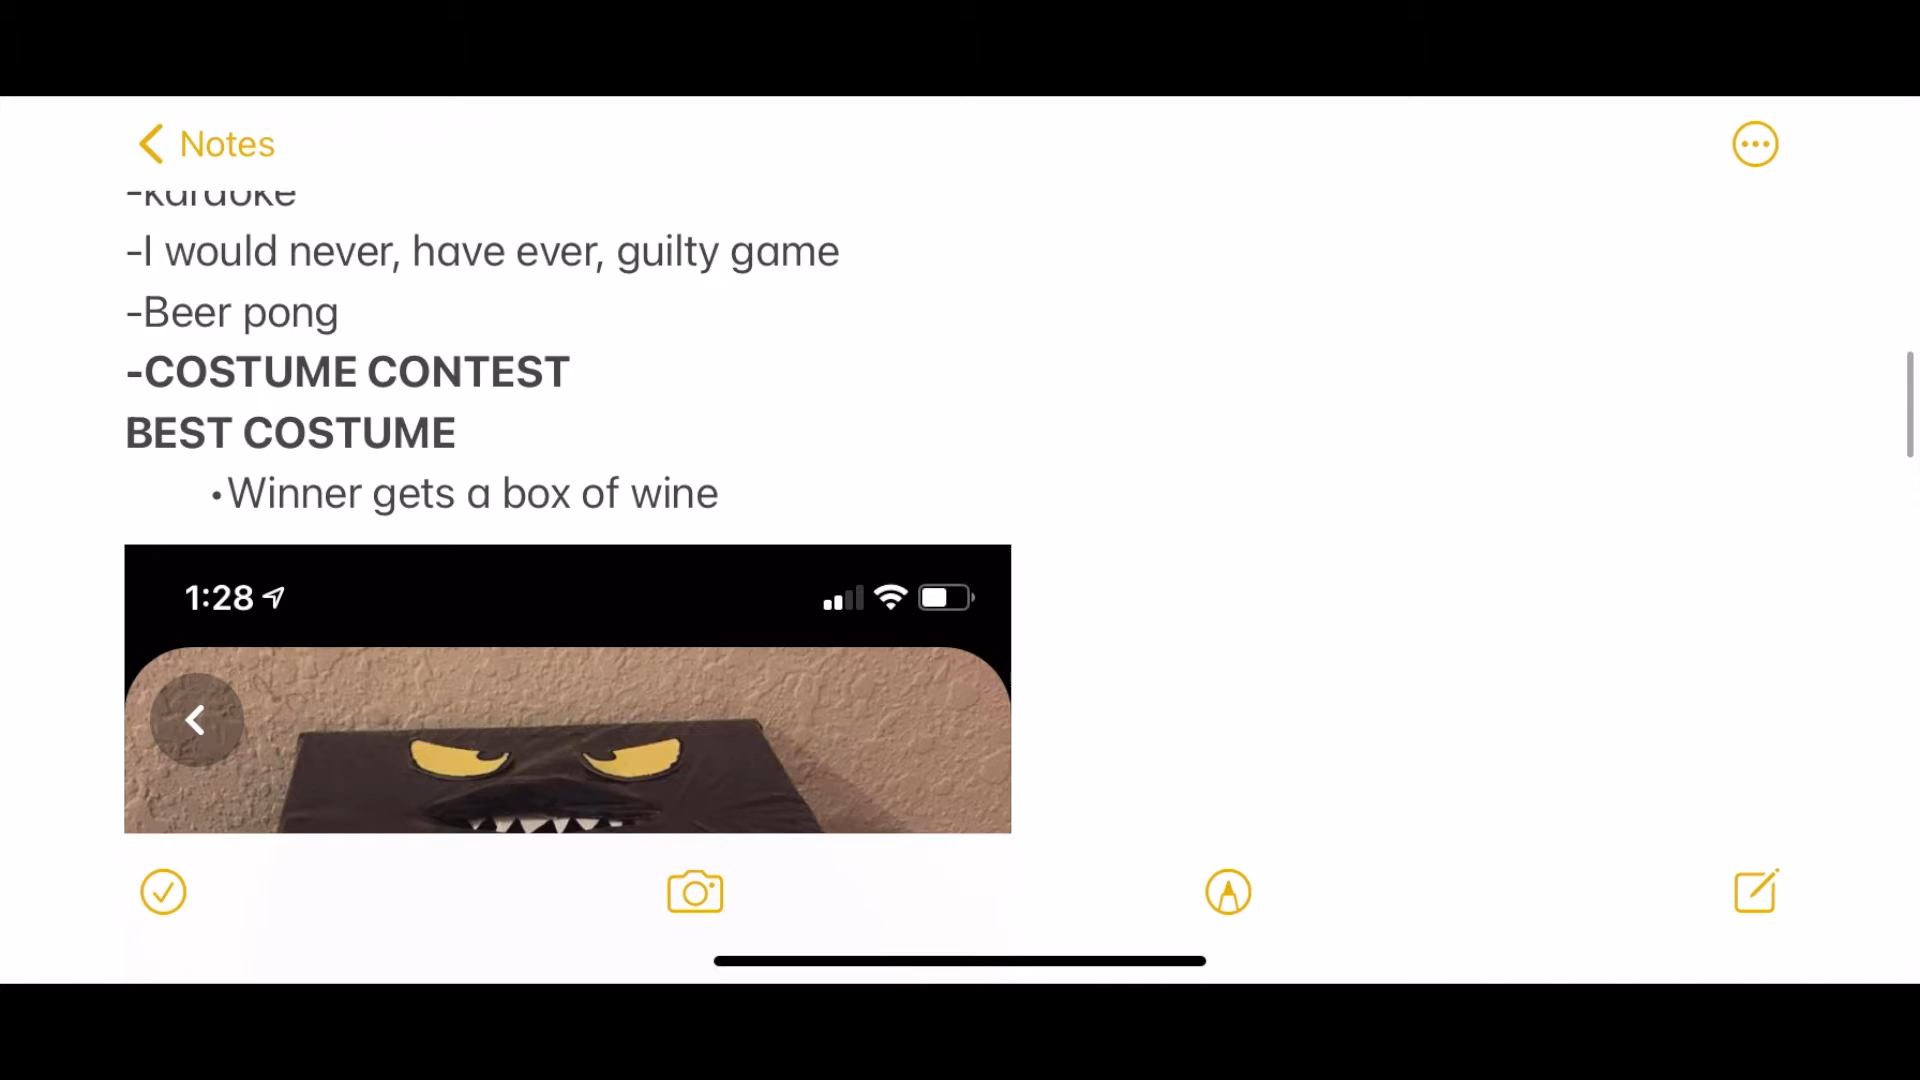 Notes
-karaoke
-I would never, have ever, guilty game
-Beer pong
-COSTUME CONTEST
BEST COSTUME
•Winner gets a box of wine
1:28